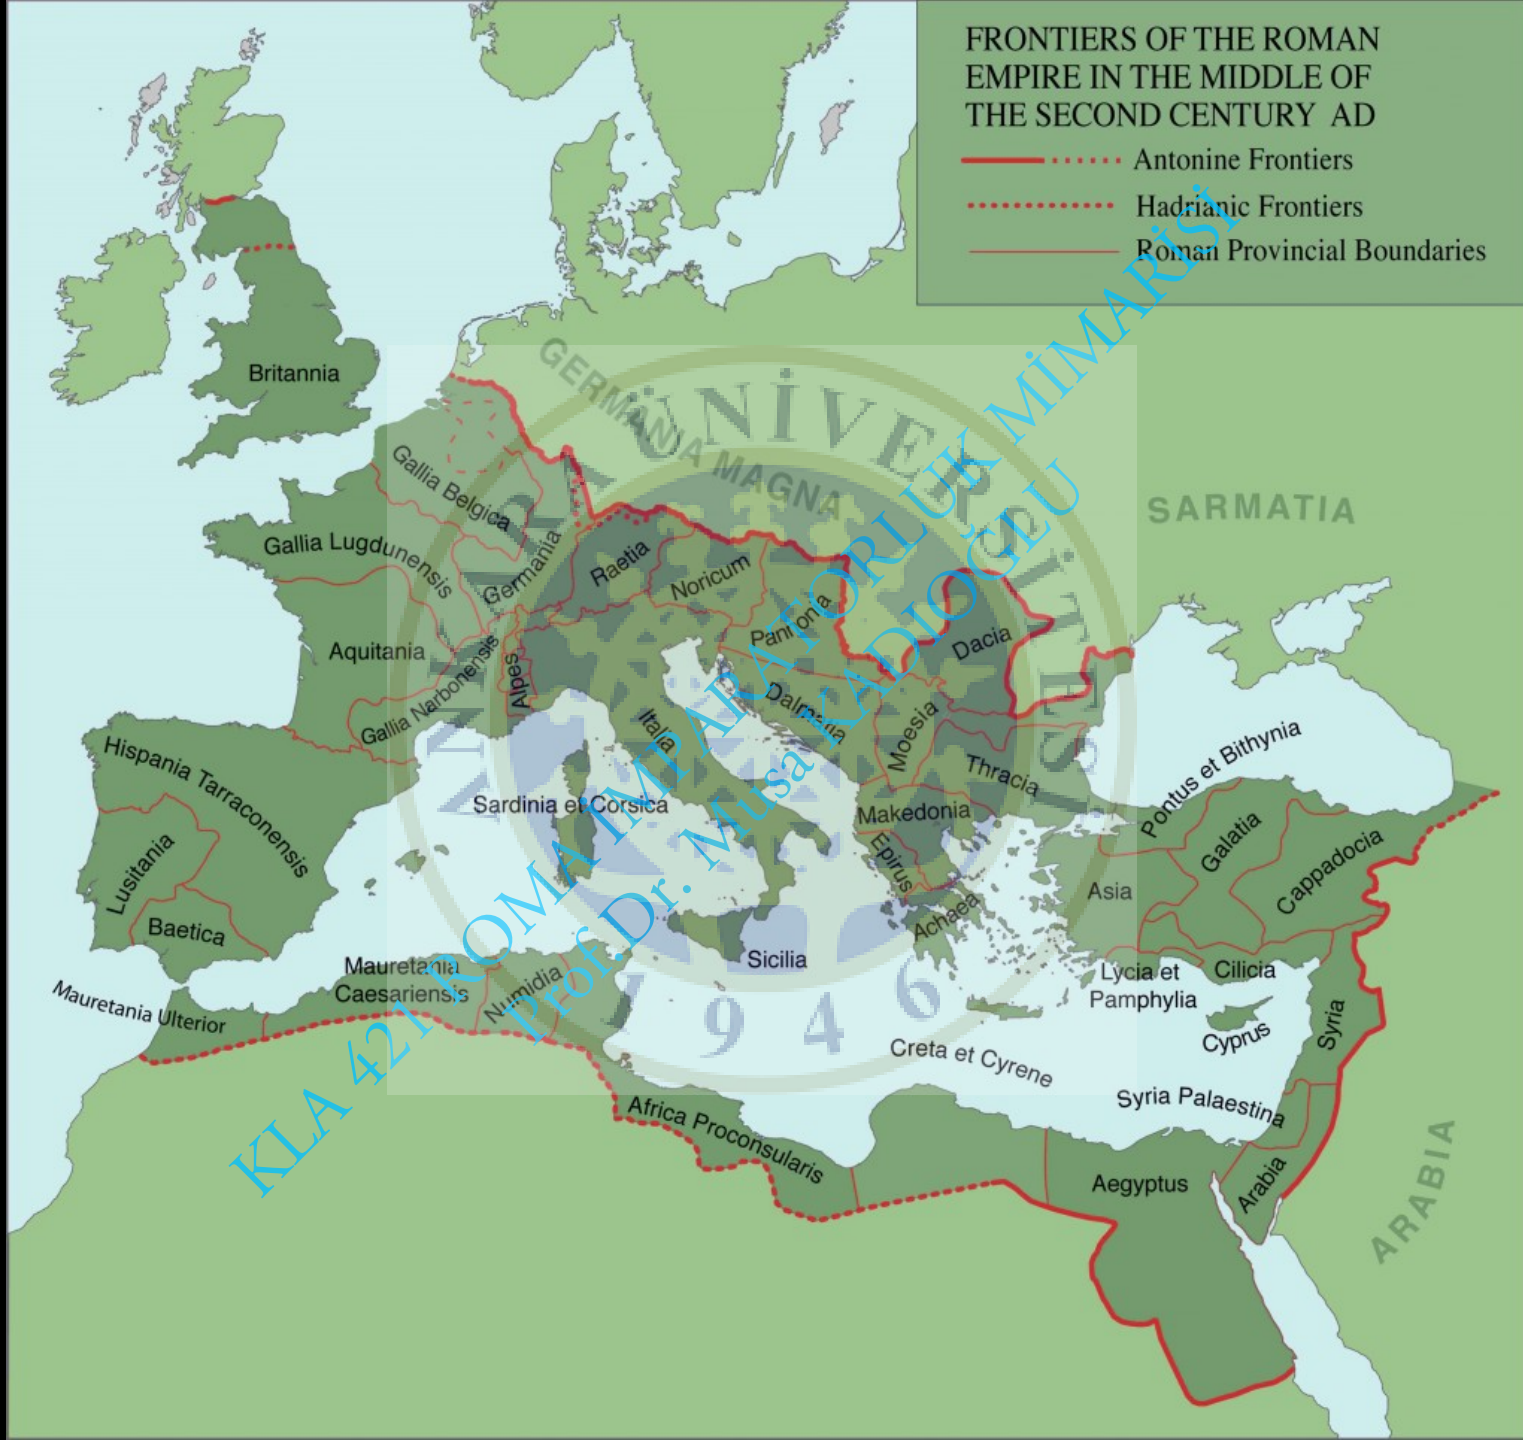 FRONTIERS OF THE ROMAN
EMPIRE IN THE MIDDLE OF
THE SECOND CENTURY AD
Antonine Frontiers
Hadrianic Frontiers
Roman Provincial Boundaries
Britannia
GERMANIA MAGNA
SARMATIA
Gallia Belgica
Gallia Lugdunensis
Germania
Raetia
Noricum
Pannonia
Dacia
Aquitania
Gallia Narbonensis
Alpes
Italia
Dalmatia
Moesia
Thracia
Hispania Tarraconensis
Lusitania
Baetica
Sardinia et Corsica
Makedonia
Epirus
Achaea
Sicilia
Pontus et Bithynia
Galatia
Cappadocia
Asia
Lycia et
Pamphylia
Cilicia
Cyprus
Syria
Mauretania Ulterior
Mauretania
Caesariensis
Numidia
Creta et Cyrene
Syria Palaestina
Africa Proconsularis
Aegyptus
Arabia
ARABIA
ANKARA ÜNİVERSİTESİ
1946
KLA 421 ROMA İMPARATORLUK MİMARİSİ
Prof. Dr. Musa KADIOĞLU